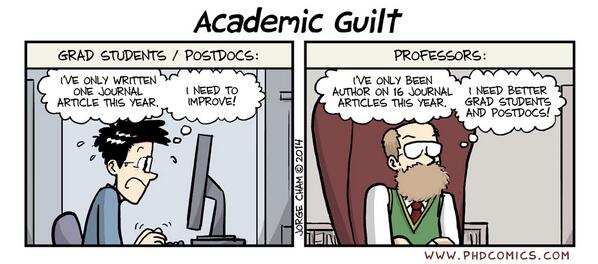 Academic Guilt
GRAD STUDENTS / POSTDOCS:
I'VE ONLY WRITTEN
ONE JOURNAL
ARTICLE THIS YEAR.
I NEED TO
IMPROVE!
JORGE CHAM © 2014
PROFESSORS:
I'VE ONLY BEEN
AUTHOR ON 16 JOURNAL
ARTICLES THIS YEAR.
I NEED BETTER
GRAD STUDENTS
AND POSTDOCS!
WWW.PHDCOMICS.COM